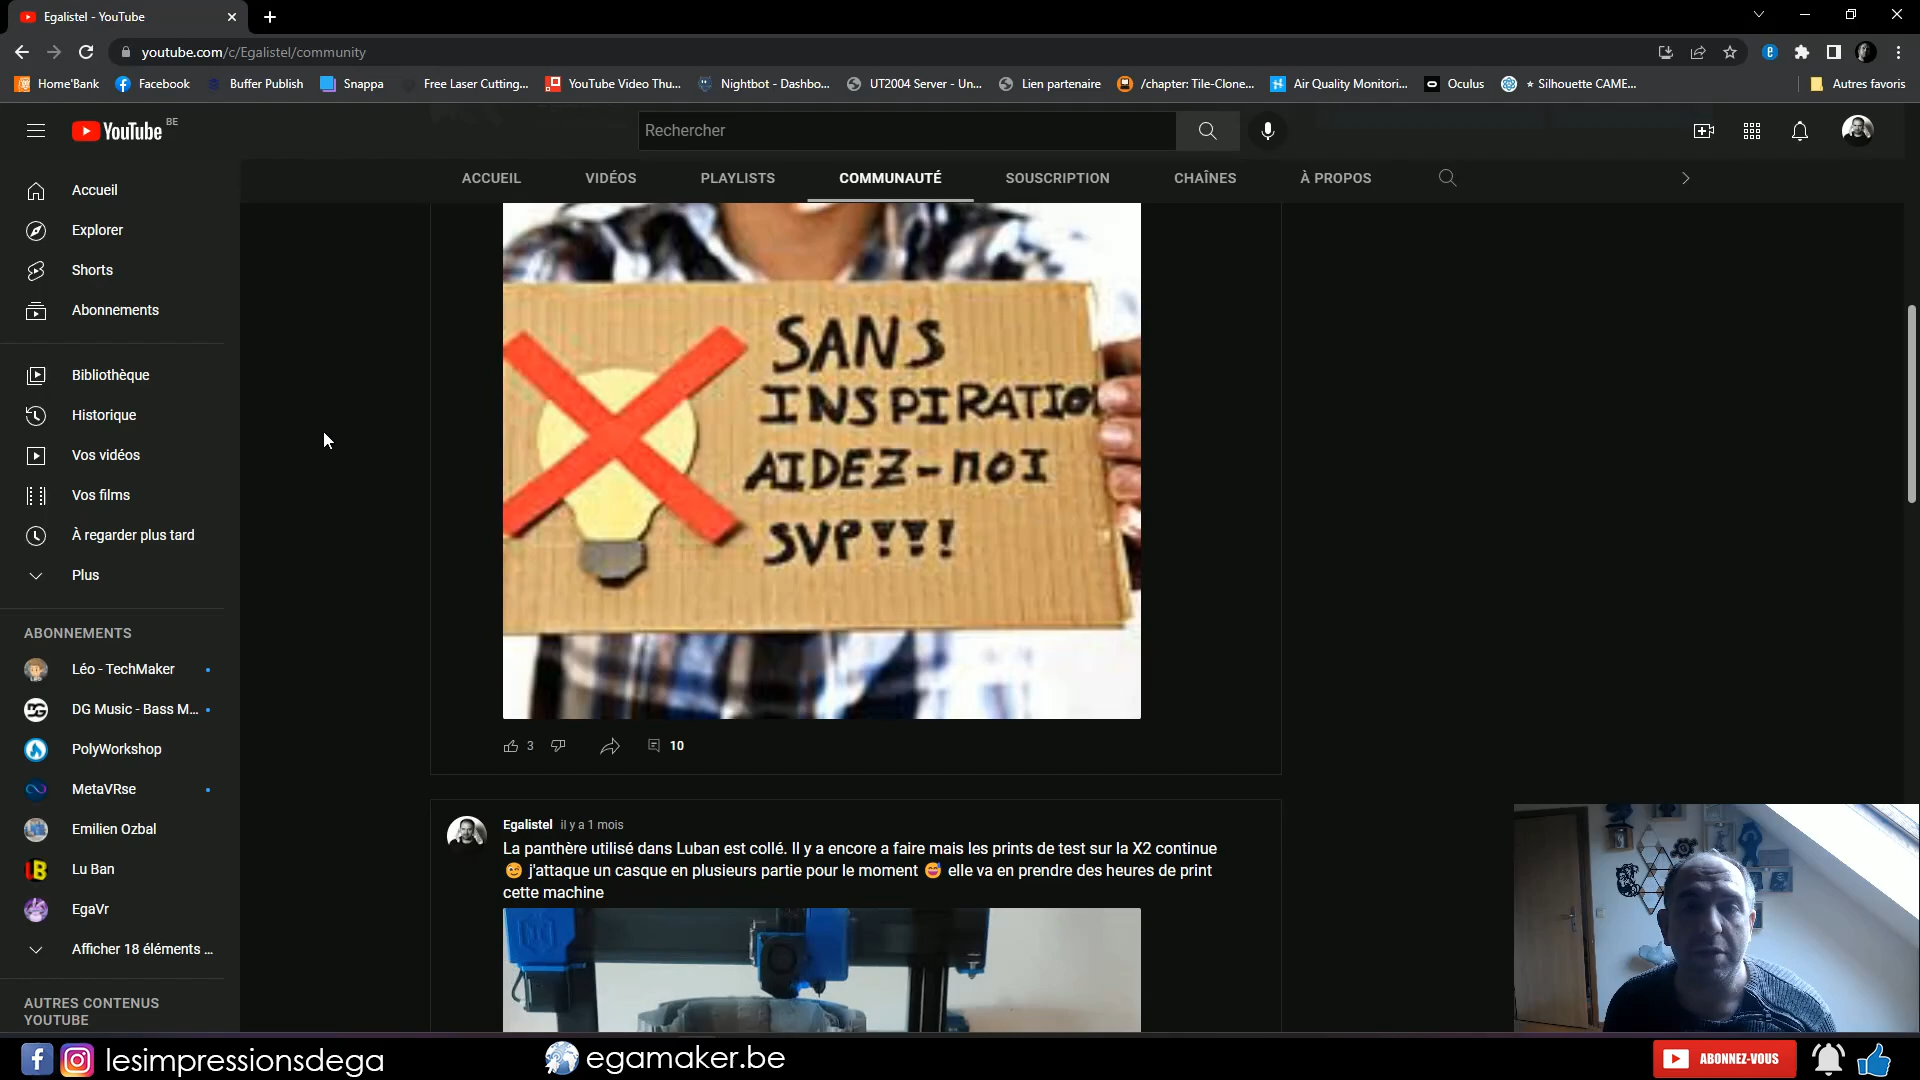 Egalistel - YouTube
youtube.com/c/Egalistel/community
Home'Bank
Facebook
Buffer Publish
Snappa
Free Laser Cutting...
YouTube Video Thu...
Nightbot - Dashbo...
UT2004 Server - Un...
Lien partenaire
/chapter: Tile-Clone...
Air Quality Monitori...
Oculus
★ Silhouette CAME...
Autres favoris
YouTube BE
Rechercher
ACCUEIL
VIDÉOS
PLAYLISTS
COMMUNAUTÉ
SOUSCRIPTION
CHAÎNES
À PROPOS
Accueil
Explorer
Shorts
Abonnements
Bibliothèque
Historique
Vos vidéos
Vos films
À regarder plus tard
Plus
ABONNEMENTS
Léo - TechMaker
DG Music - Bass M...
PolyWorkshop
MetaVRse
Emilien Ozbal
Lu Ban
EgaVr
Afficher 18 éléments ...
AUTRES CONTENUS
YOUTUBE
SANS
INSPIRATION
AIDEZ-MOI
SVP!!!
3
10
Egalistel il y a 1 mois
La panthère utilisé dans Luban est collé. Il y a encore a faire mais les prints de test sur la X2 continue
😊 j'attaque un casque en plusieurs partie pour le moment 😅 elle va en prendre des heures de print
cette machine
lesimpressionsdega
egamaker.be
ABONNEZ-VOUS